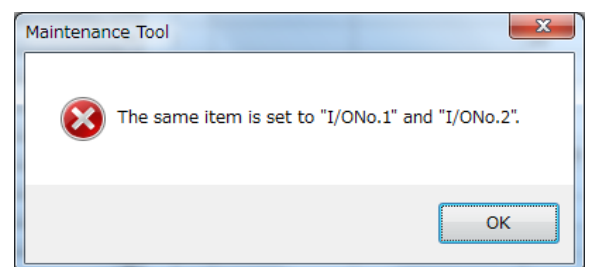 Maintenance Tool
The same item is set to "I/ONo.1" and "I/ONo.2".
OK